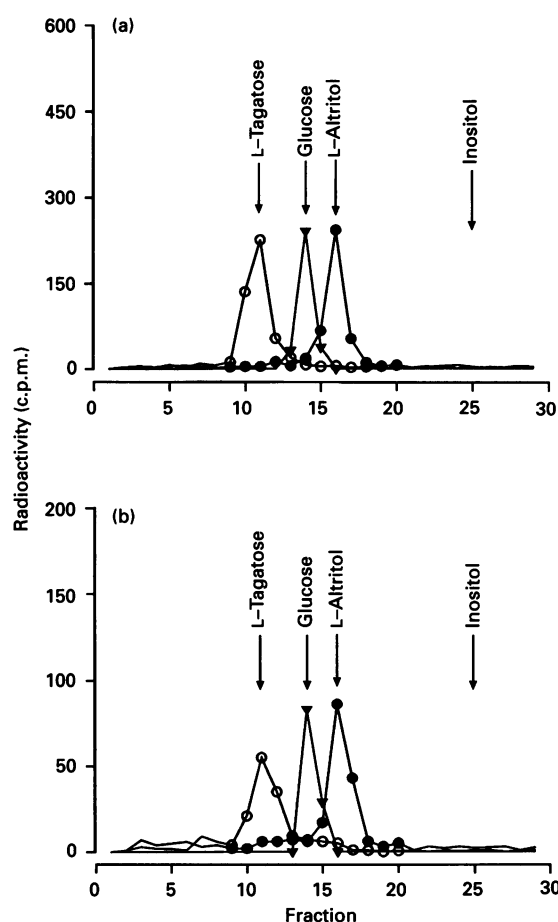 (a)
600
450
300
150
0
L–Tagatose
Glucose
L–Altritol
Inositol
0 5 10 15 20 25 30
Radioactivity (c.p.m.)
(b)
200
150
100
50
0
L–Tagatose
Glucose
L–Altritol
Inositol
0 5 10 15 20 25 30
Fraction